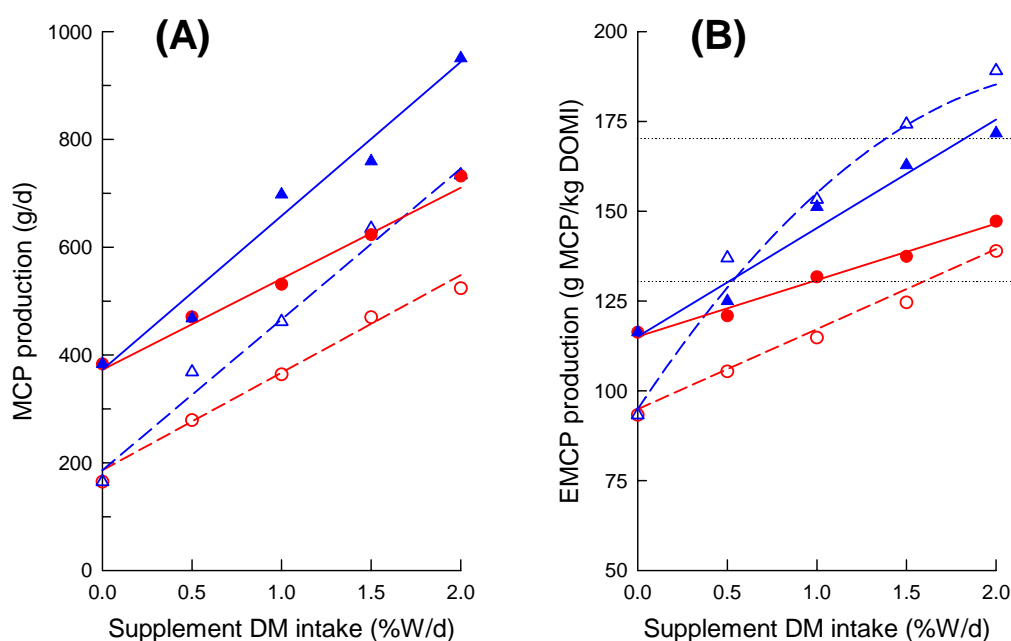 (A)
MCP production (g/d)
1000
800
600
400
200
0
0.0 0.5 1.0 1.5 2.0
Supplement DM intake (%W/d)
(B)
EMCP production (g MCP/kg DOMI)
200
175
150
125
100
75
50
0.0 0.5 1.0 1.5 2.0
Supplement DM intake (%W/d)